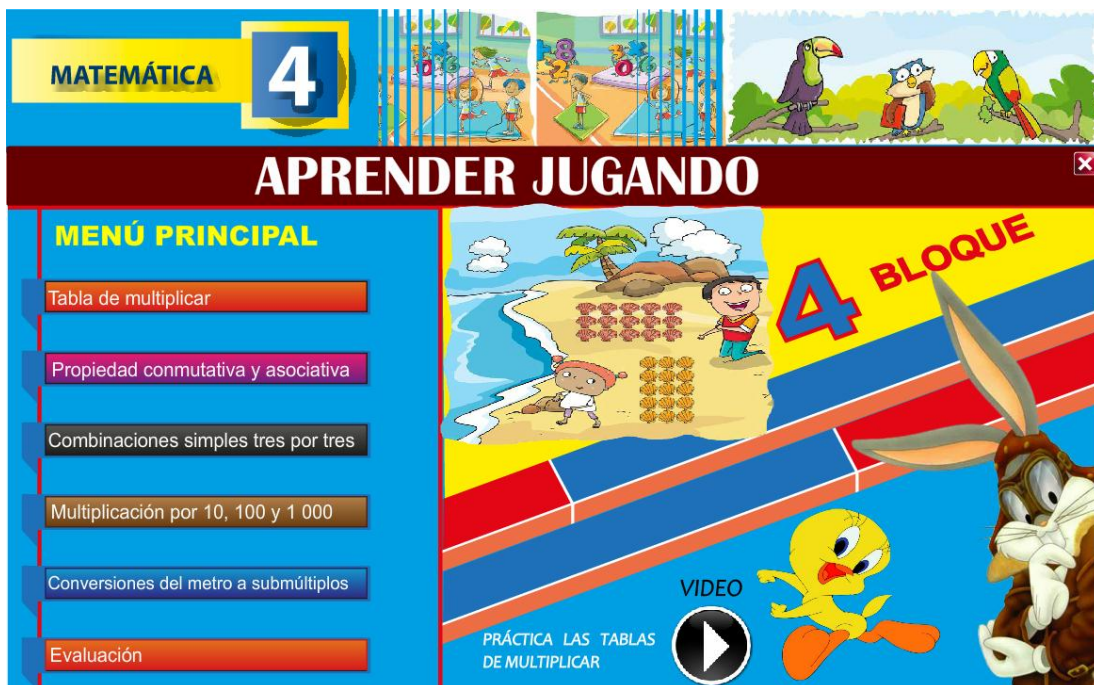 MATEMÁTICA 4
APRENDER JUGANDO
MENÚ PRINCIPAL
Tabla de multiplicar
Propiedad conmutativa y asociativa
Combinaciones simples tres por tres
Multiplicación por 10, 100 y 1 000
Conversiones del metro a submúltiplos
Evaluación
4 BLOQUE
VIDEO
PRÁCTICA LAS TABLAS
DE MULTIPLICAR